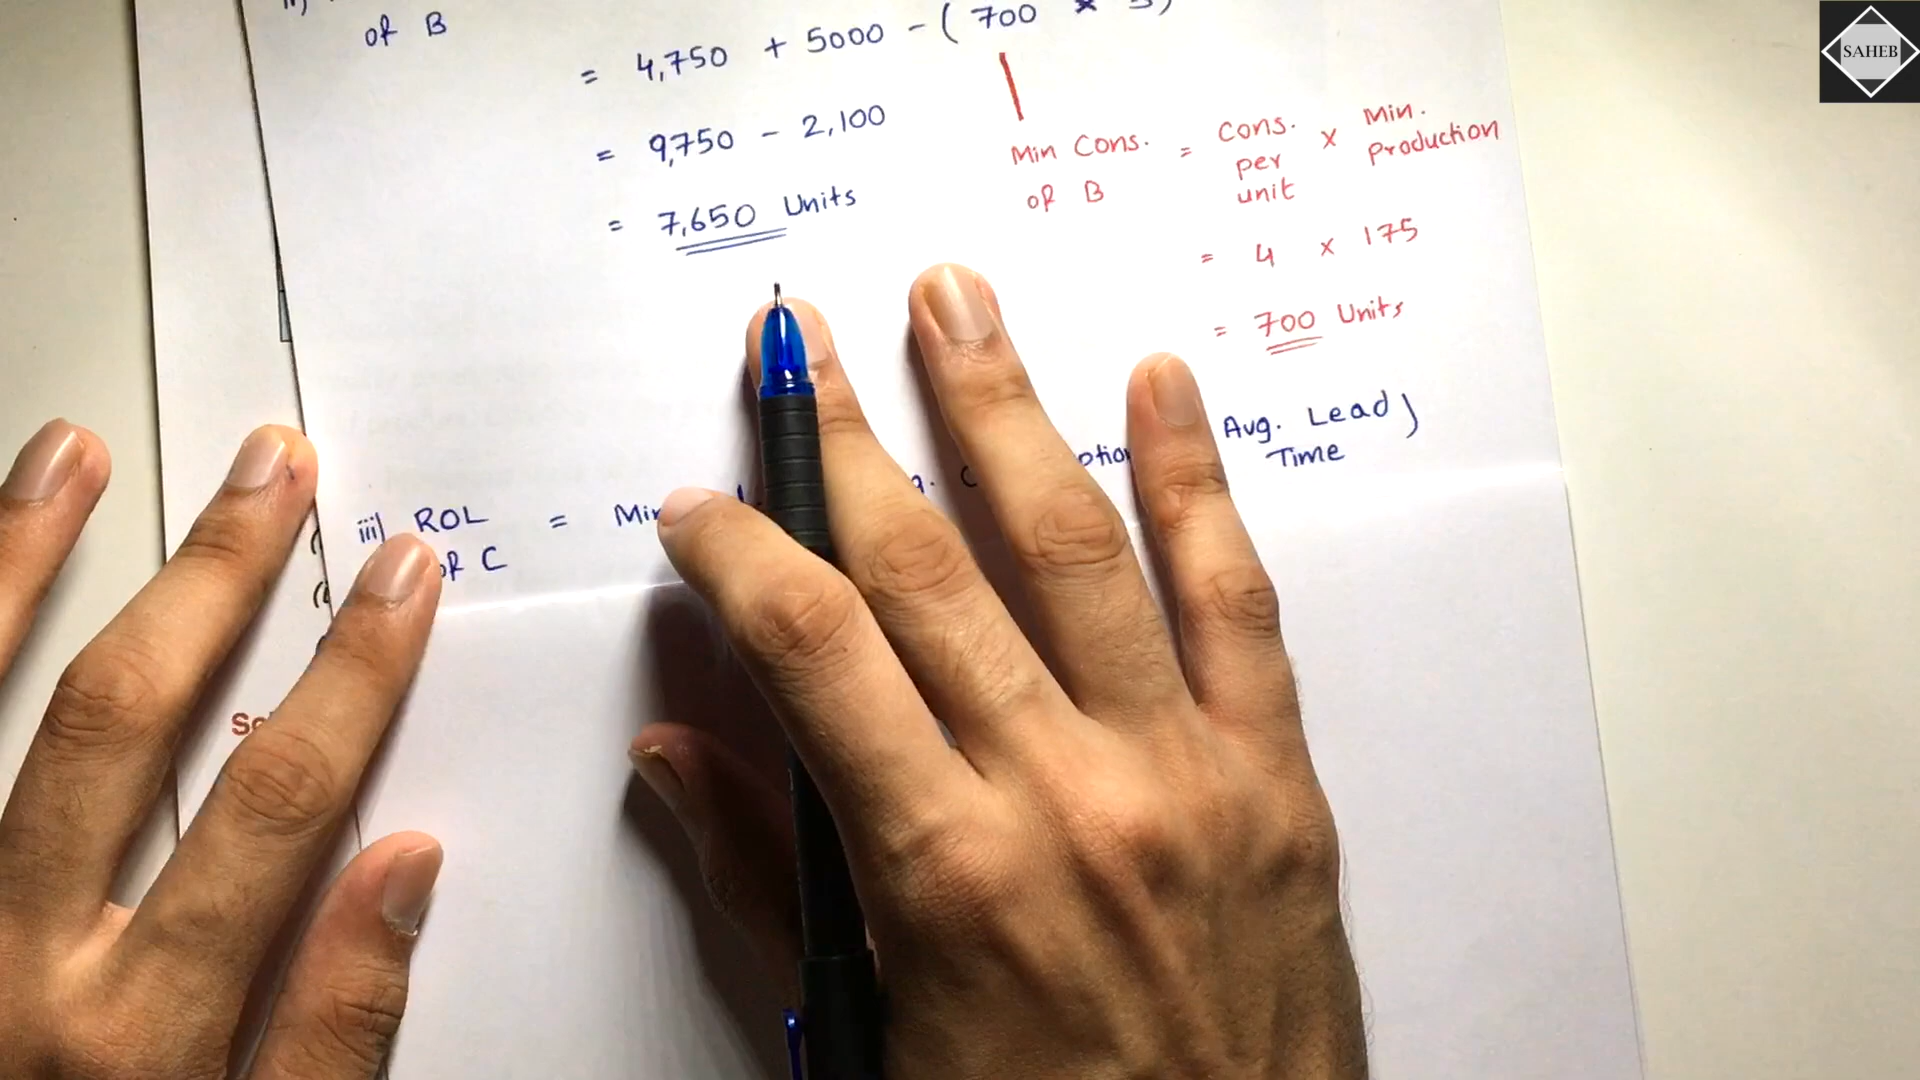 of B
= 4,750 + 5000 - ( 700 ×
= 9,750 - 2,100
= 7,650 Units
SAHEB
Min Cons. of B = Cons. per unit × Min. production
= 4 × 175
= 700 Units
iii) ROL of C = Avg. Lead Time )